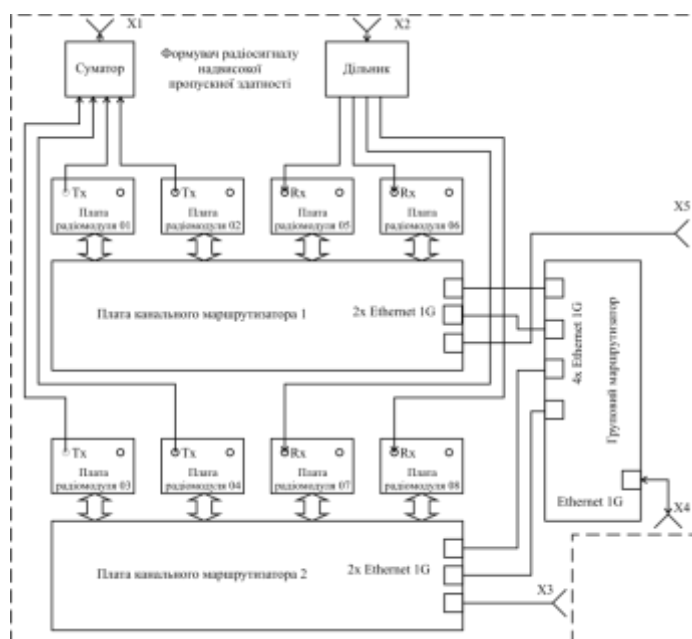 X1
X2
Суматор
Формувач радіосигналу
надвисокої
пропускної здатності
Дільник
Tx
Tx
Rx
Rx
Плата
радіомодуля 01
Плата
радіомодуля 02
Плата
радіомодуля 05
Плата
радіомодуля 06
X5
Плата канального маршрутизатора 1
2x Ethernet 1G
4x Ethernet 1G
Груповий маршрутизатор
Tx
Tx
Rx
Rx
Плата
радіомодуля 03
Плата
радіомодуля 04
Плата
радіомодуля 07
Плата
радіомодуля 08
Ethernet 1G
X4
Плата канального маршрутизатора 2
2x Ethernet 1G
X3